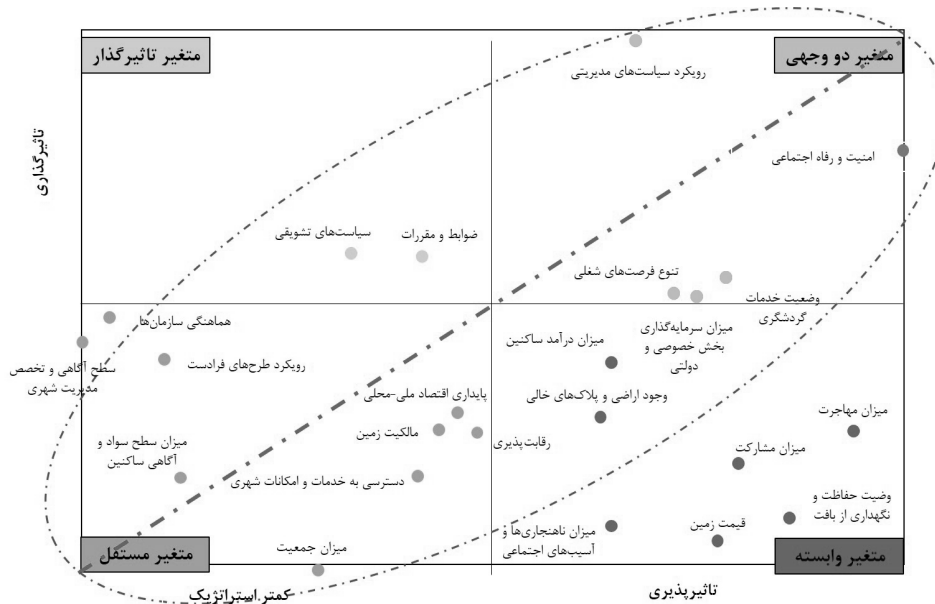 متغیر تاثیرگذار
متغیر دو وجهی
رویکرد سیاست‌های مدیریتی
تاثیرگذاری
امنیت و رفاه اجتماعی
سیاست‌های تشویقی
ضوابط و مقررات
تنوع فرصت‌های شغلی
وضعیت خدمات
گردشگری
هماهنگی سازمان‌ها
میزان سرمایه‌گذاری
بخش خصوصی و
دولتی
میزان درآمد ساکنین
رویکرد طرح‌های فرادست
سطح آگاهی و تخصص
مدیریت شهری
پایداری اقتصاد ملی-محلی
وجود اراضی و پلاک‌های خالی
میزان مهاجرت
مالکیت زمین
رقابت‌پذیری
میزان سطح سواد و
آگاهی ساکنین
میزان مشارکت
دسترسی به خدمات و امکانات شهری
وضیت حفاظت و
نگهداری از بافت
میزان ناهنجاری‌ها و
آسیب‌های اجتماعی
قیمت زمین
میزان جمعیت
متغیر مستقل
متغیر وابسته
کمتر استراتژیک
تاثیرپذیری